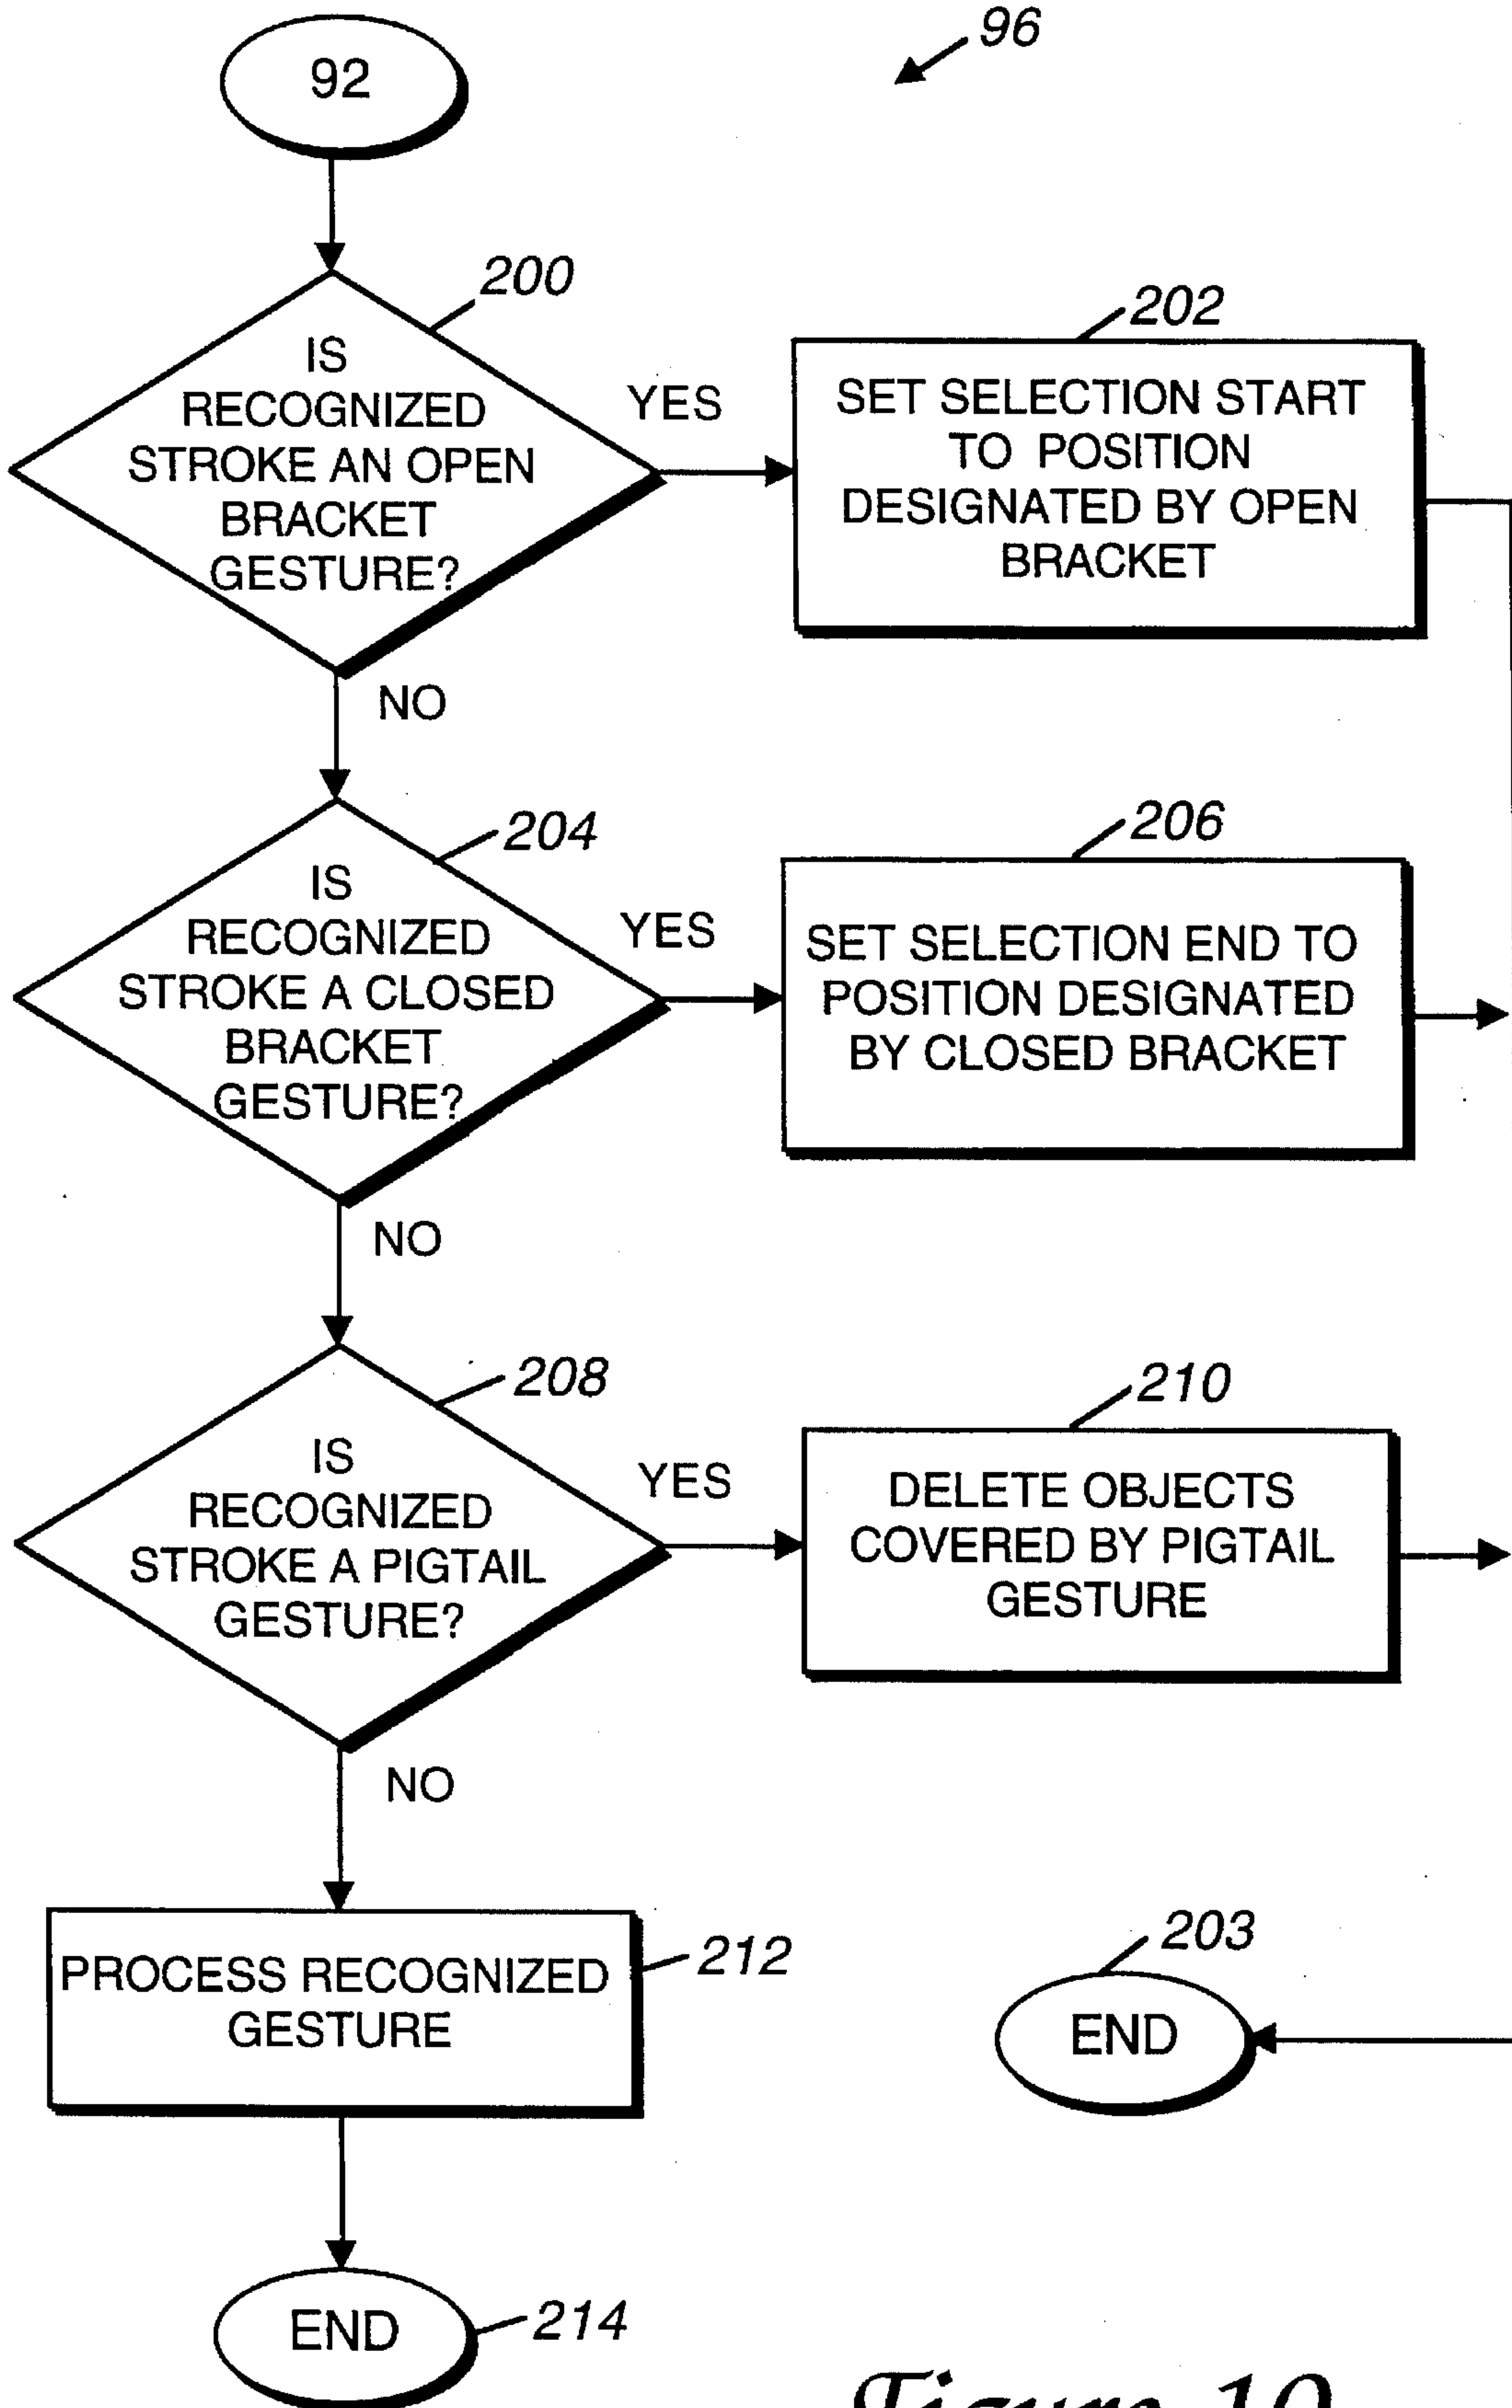 92
96
200
IS
RECOGNIZED
STROKE AN OPEN
BRACKET
GESTURE?
YES
202
SET SELECTION START
TO POSITION
DESIGNATED BY OPEN
BRACKET
NO
204
IS
RECOGNIZED
STROKE A CLOSED
BRACKET
GESTURE?
YES
206
SET SELECTION END TO
POSITION DESIGNATED
BY CLOSED BRACKET
NO
208
IS
RECOGNIZED
STROKE A PIGTAIL
GESTURE?
YES
210
DELETE OBJECTS
COVERED BY PIGTAIL
GESTURE
NO
PROCESS RECOGNIZED
GESTURE
212
203
END
END
214
Figure 10